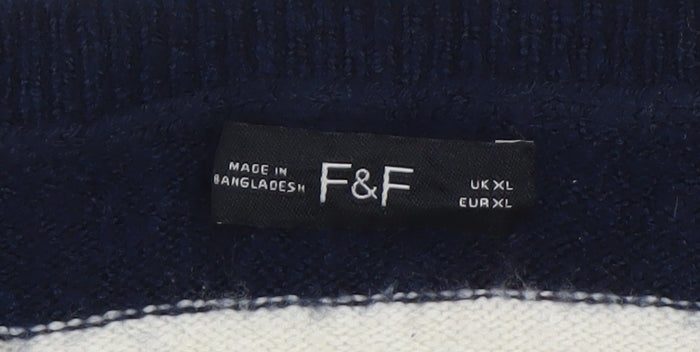 MADE IN
BANGLADESH
F&F
UK XL
EUR XL